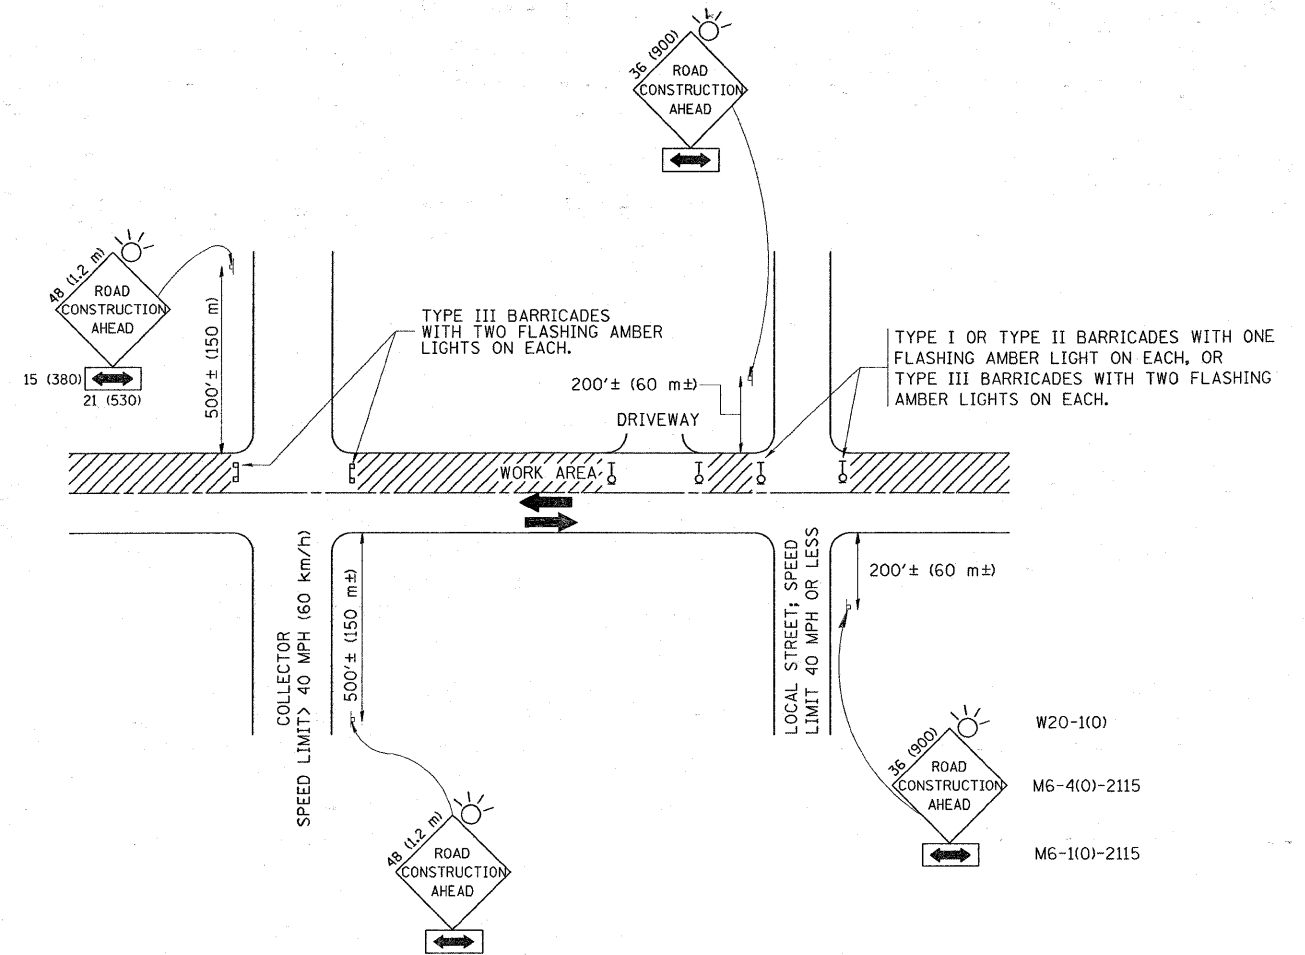 36 (900)
ROAD
CONSTRUCTION
AHEAD
48 (1.2 m)
ROAD
CONSTRUCTION
AHEAD
15 (380)
21 (530)
500'± (150 m)
TYPE III BARRICADES
WITH TWO FLASHING AMBER
LIGHTS ON EACH.
200'± (60 m±)
DRIVEWAY
TYPE I OR TYPE II BARRICADES WITH ONE
FLASHING AMBER LIGHT ON EACH, OR
TYPE III BARRICADES WITH TWO FLASHING
AMBER LIGHTS ON EACH.
WORK AREA
COLLECTOR
SPEED LIMIT> 40 MPH (60 km/h)
500'± (150 m±)
LOCAL STREET; SPEED
LIMIT 40 MPH OR LESS
200'± (60 m±)
48 (1.2 m)
ROAD
CONSTRUCTION
AHEAD
36 (900)
ROAD
CONSTRUCTION
AHEAD
W20-1(O)
M6-4(O)-2115
M6-1(O)-2115